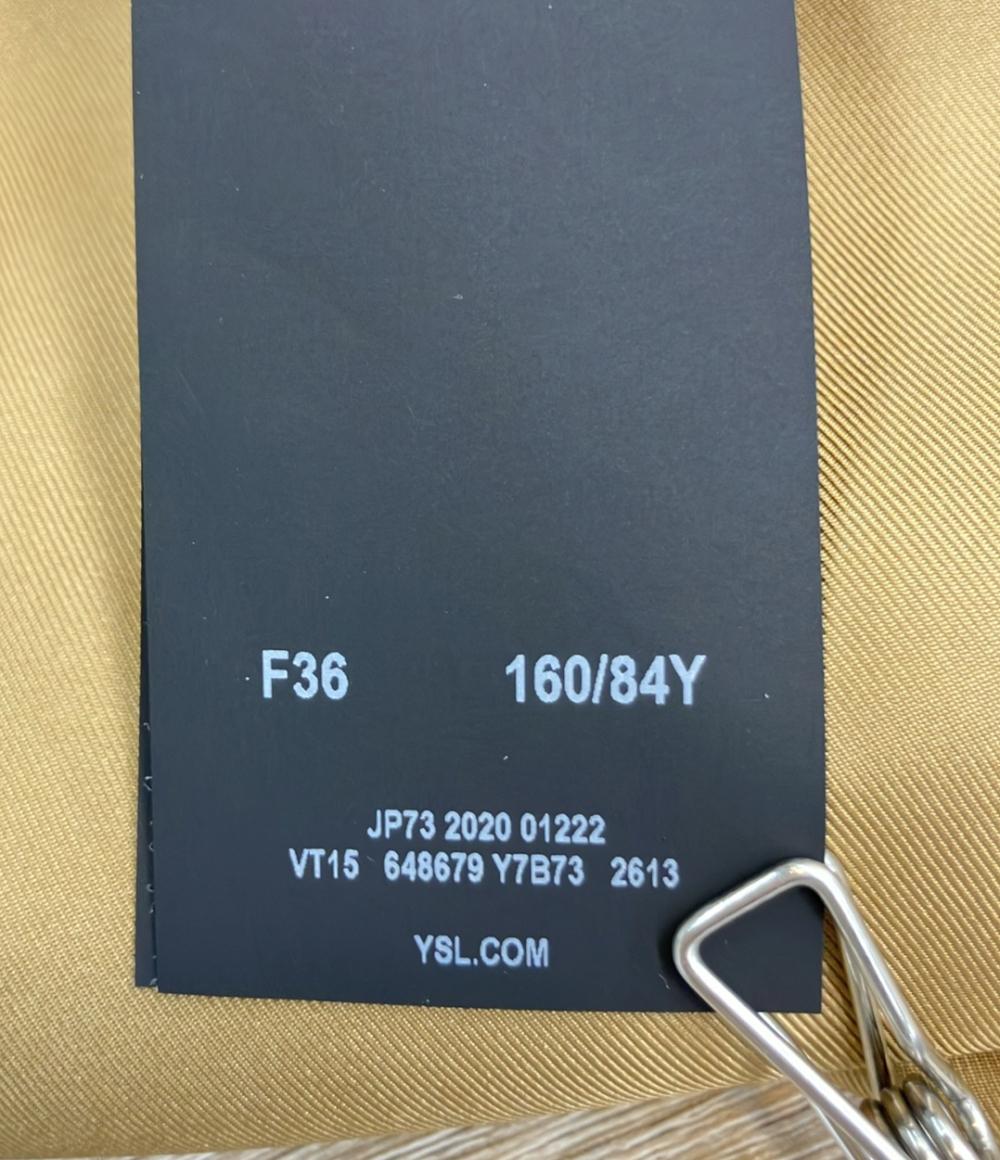 F36 160/84Y
JP73 2020 01222
VT15 648679 Y7B73 2613
YSL.COM